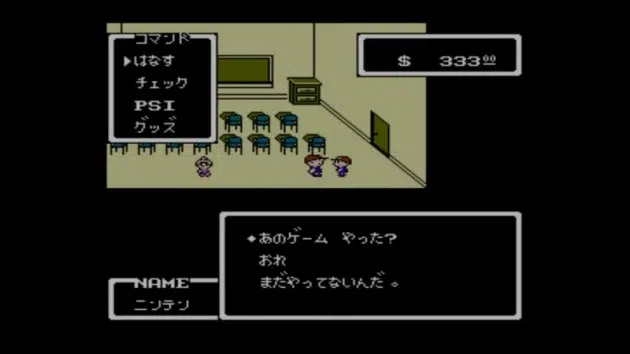 コマンド
▶はなす
チェック
PSI
グッズ
$ 333.00
◆あのゲーム やった?
おれ
まだやってないんだ。
NAME
ニンテン